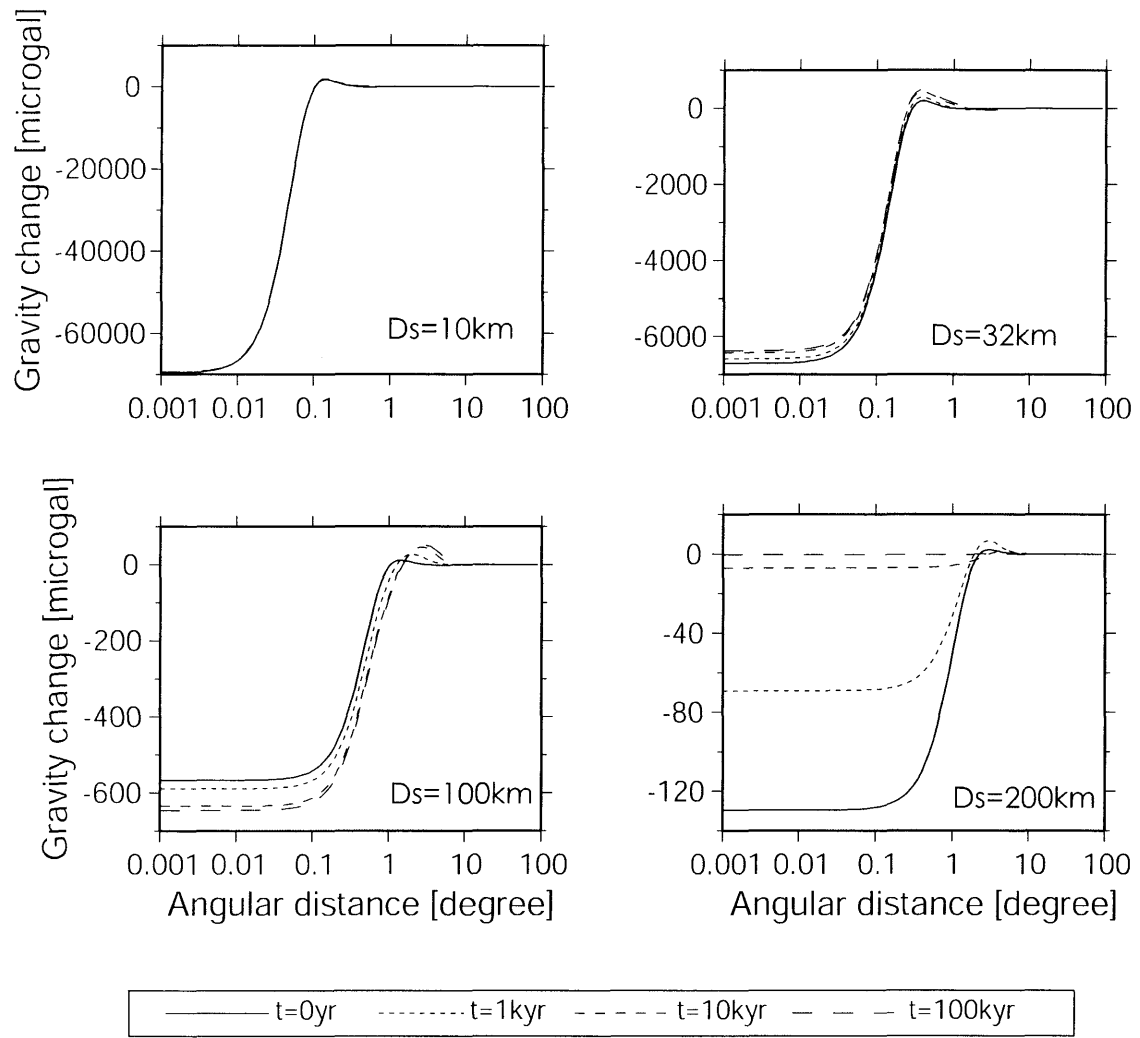 Gravity change [microgal]
0
-20000
-40000
-60000
Ds=10km
0.001 0.01 0.1 1 10 100
0
-2000
-4000
-6000
Ds=32km
0.001 0.01 0.1 1 10 100
Gravity change [microgal]
0
-200
-400
-600
Ds=100km
0.001 0.01 0.1 1 10 100
Angular distance [degree]
0
-40
-80
-120
Ds=200km
0.001 0.01 0.1 1 10 100
Angular distance [degree]
t=0yr t=1kyr t=10kyr t=100kyr